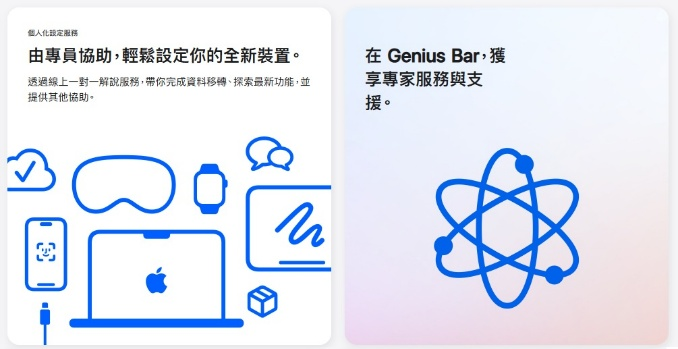 個人化設定服務
由專員協助，輕鬆設定你的全新裝置。
透過線上一對一解說服務，帶你完成資料移轉、探索最新功能，並
提供其他協助。
在 Genius Bar，獲
享專家服務與支
援。